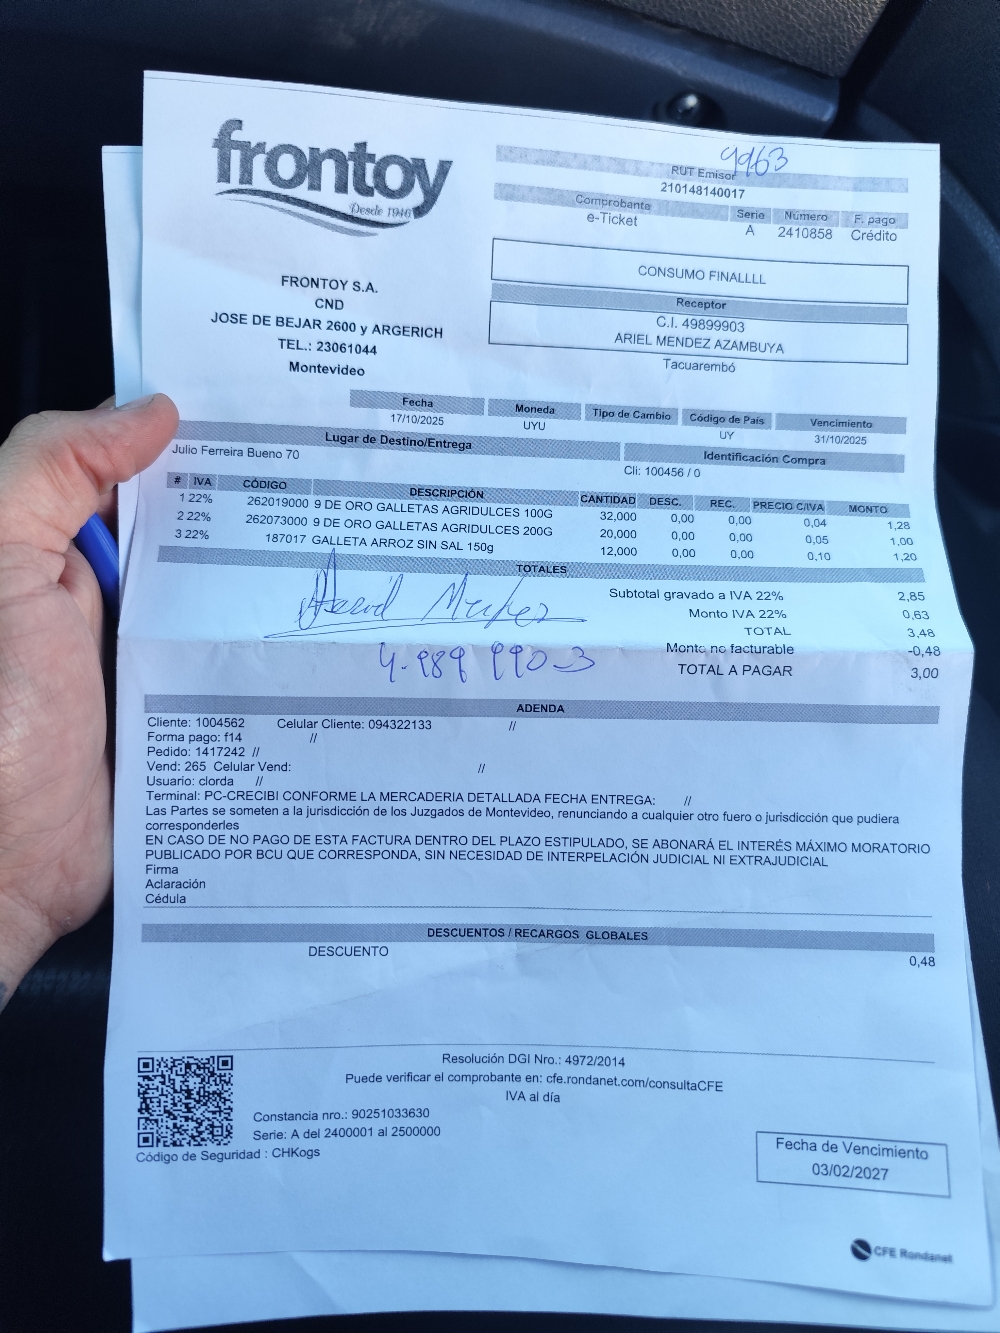 frontoy
Desde 1946
9963
RUT Emisor
210148140017
Comprobante Serie Número F. pago
e-Ticket A 2410858 Crédito
CONSUMO FINALLLL
Receptor
C.I. 49899903
ARIEL MENDEZ AZAMBUYA
Tacuarembó
FRONTOY S.A.
CND
JOSE DE BEJAR 2600 y ARGERICH
TEL.: 23061044
Montevideo
Fecha Moneda Tipo de Cambio Código de País Vencimiento
17/10/2025 UYU UY 31/10/2025
Lugar de Destino/Entrega Identificación Compra
Julio Ferreira Bueno 70 Cli: 100456 / 0
# IVA CÓDIGO DESCRIPCIÓN CANTIDAD DESC. REC. PRECIO C/IVA MONTO
1 22% 262019000 9 DE ORO GALLETAS AGRIDULCES 100G 32,000 0,00 0,00 0,04 1,28
2 22% 262073000 9 DE ORO GALLETAS AGRIDULCES 200G 20,000 0,00 0,00 0,05 1,00
3 22% 187017 GALLETA ARROZ SIN SAL 150g 12,000 0,00 0,00 0,10 1,20
TOTALES
Subtotal gravado a IVA 22% 2,85
Monto IVA 22% 0,63
TOTAL 3,48
Monto no facturable -0,48
TOTAL A PAGAR 3,00
4.989 990-3
ADENDA
Cliente: 1004562 Celular Cliente: 094322133 //
Forma pago: f14 //
Pedido: 1417242 //
Vend: 265 Celular Vend: //
Usuario: clorda //
Terminal: PC-CRECIBI CONFORME LA MERCADERIA DETALLADA FECHA ENTREGA: //
Las Partes se someten a la jurisdicción de los Juzgados de Montevideo, renunciando a cualquier otro fuero o jurisdicción que pudiera
corresponderles
EN CASO DE NO PAGO DE ESTA FACTURA DENTRO DEL PLAZO ESTIPULADO, SE ABONARÁ EL INTERÉS MÁXIMO MORATORIO
PUBLICADO POR BCU QUE CORRESPONDA, SIN NECESIDAD DE INTERPELACIÓN JUDICIAL NI EXTRAJUDICIAL
Firma
Aclaración
Cédula
DESCUENTOS / RECARGOS GLOBALES
DESCUENTO 0,48
Resolución DGI Nro.: 4972/2014
Puede verificar el comprobante en: cfe.rondanet.com/consultaCFE
IVA al día
Constancia nro.: 90251033630
Serie: A del 2400001 al 2500000
Código de Seguridad : CHKogs
Fecha de Vencimiento
03/02/2027
CFE Rondanet